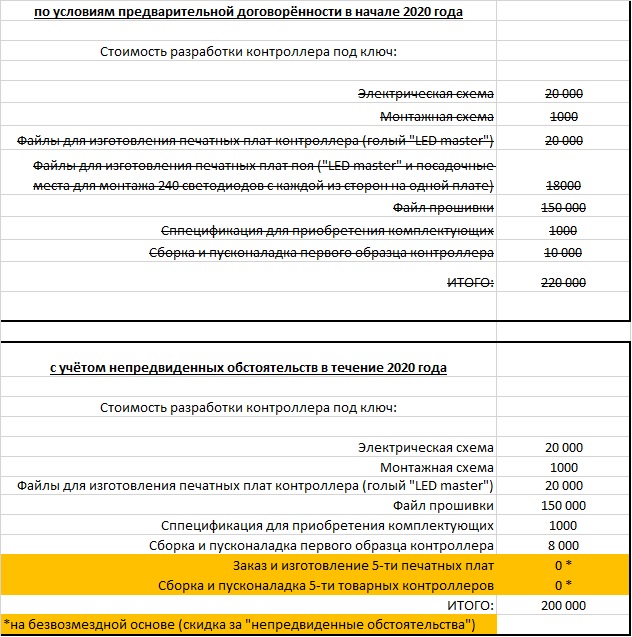 по условиям предварительной договорённости в начале 2020 года
Стоимость разработки контроллера под ключ:
Электрическая схема 20 000
Монтажная схема 1000
Файлы для изготовления печатных плат контроллера (голый "LED master") 20 000
Файлы для изготовления печатных плат поя ("LED master" и посадочные
места для монтажа 240 светодиодов с каждой из сторон на одной плате) 18000
Файл прошивки 150 000
Сппецификация для приобретения комплектующих 1000
Сборка и пусконаладка первого образца контроллера 10 000
ИТОГО: 220 000
с учётом непредвиденных обстоятельств в течение 2020 года
Стоимость разработки контроллера под ключ:
Электрическая схема 20 000
Монтажная схема 1000
Файлы для изготовления печатных плат контроллера (голый "LED master") 20 000
Файл прошивки 150 000
Сппецификация для приобретения комплектующих 1000
Сборка и пусконаладка первого образца контроллера 8 000
Заказ и изготовление 5-ти печатных плат 0 *
Сборка и пусконаладка 5-ти товарных контроллеров 0 *
ИТОГО: 200 000
*на безвозмездной основе (скидка за "непредвиденные обстоятельства")